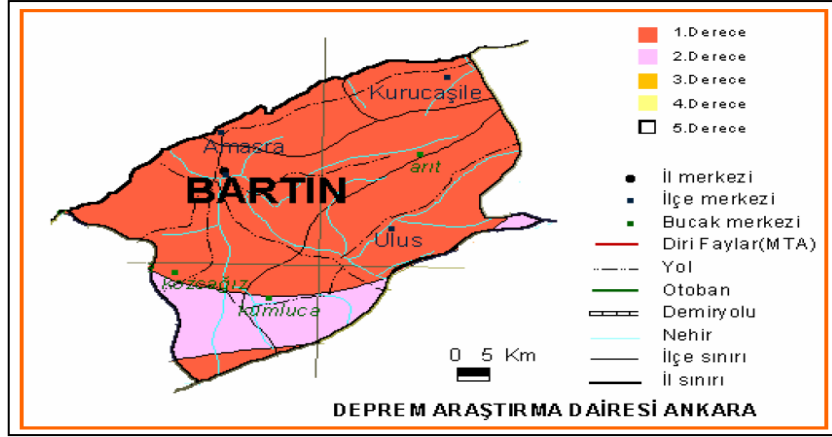 1.Derece
2.Derece
3.Derece
4.Derece
5.Derece
Kurucaşile
Amasra
arıt
BARTIN
Ulus
kozcağız
kumluca
İl merkezi
İlçe merkezi
Bucak merkezi
Diri Faylar(MTA)
Yol
Otoban
Demiryolu
Nehir
İlçe sınırı
İl sınırı
0 5 Km
DEPREM ARAŞTIRMA DAİRESİ ANKARA